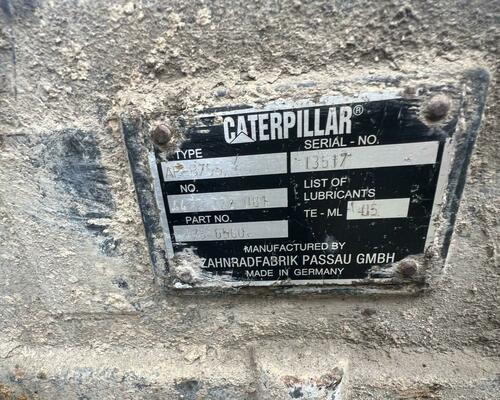 CATERPILLAR®
TYPE
SERIAL - NO.
13517
NO.
LIST OF
LUBRICANTS
TE - ML
05
PART NO.
MANUFACTURED BY
ZAHNRADFABRIK PASSAU GMBH
MADE IN GERMANY